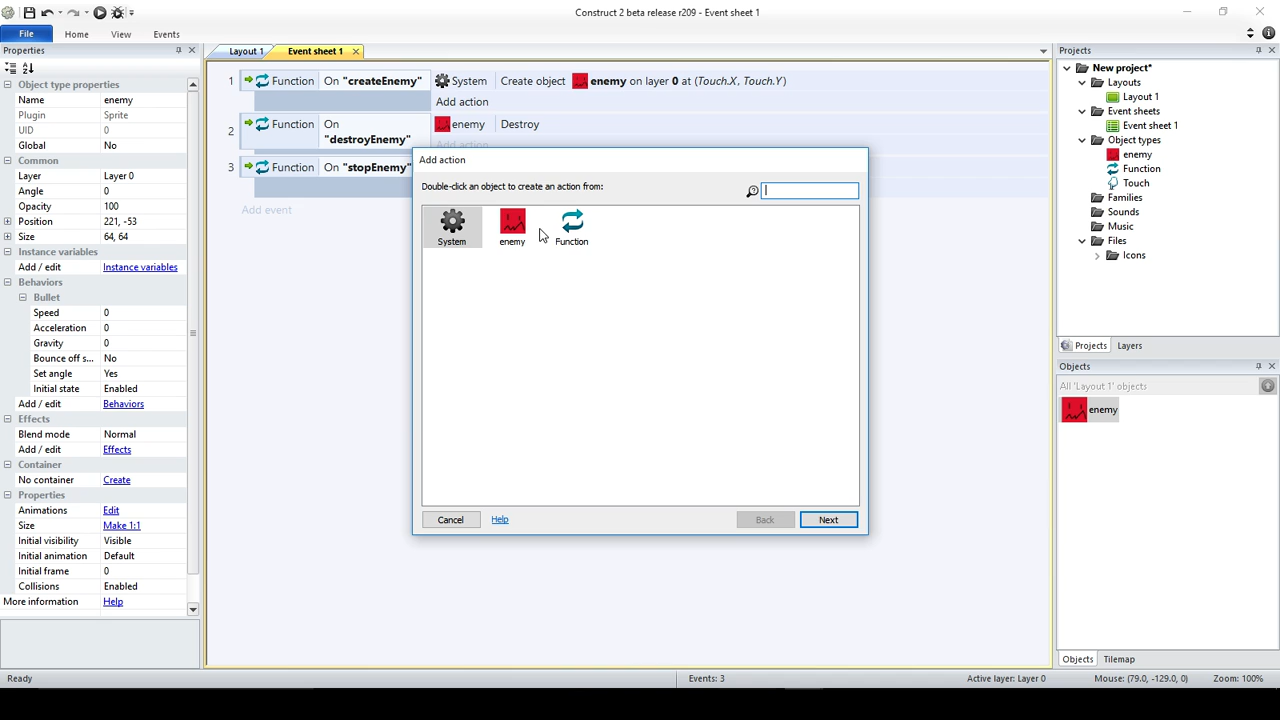 Construct 2 beta release r209 - Event sheet 1
File
Home
View
Events
Properties
Object type properties
Name enemy
Plugin Sprite
UID 0
Global No
Common
Layer Layer 0
Angle 0
Opacity 100
Position 221, -53
Size 64, 64
Instance variables
Add / edit Instance variables
Behaviors
Bullet
Speed 0
Acceleration 0
Gravity 0
Bounce off s... No
Set angle Yes
Initial state Enabled
Add / edit Behaviors
Effects
Blend mode Normal
Add / edit Effects
Container
No container Create
Properties
Animations Edit
Size Make 1:1
Initial visibility Visible
Initial animation Default
Initial frame 0
Collisions Enabled
More information Help
Layout 1
Event sheet 1
1 Function On "createEnemy" System Create object enemy on layer 0 at (Touch.X, Touch.Y)
Add action
2 Function On "destroyEnemy" enemy Destroy
Add action
3 Function On "stopEnemy"
Add event
Add action
Double-click an object to create an action from:
System
enemy
Function
Cancel
Help
Back
Next
Projects
New project*
Layouts
Layout 1
Event sheets
Event sheet 1
Object types
enemy
Function
Touch
Families
Sounds
Music
Files
Icons
Projects
Layers
Objects
All 'Layout 1' objects
enemy
Objects
Tilemap
Ready
Events: 3
Active layer: Layer 0
Mouse: (79.0, -129.0, 0)
Zoom: 100%